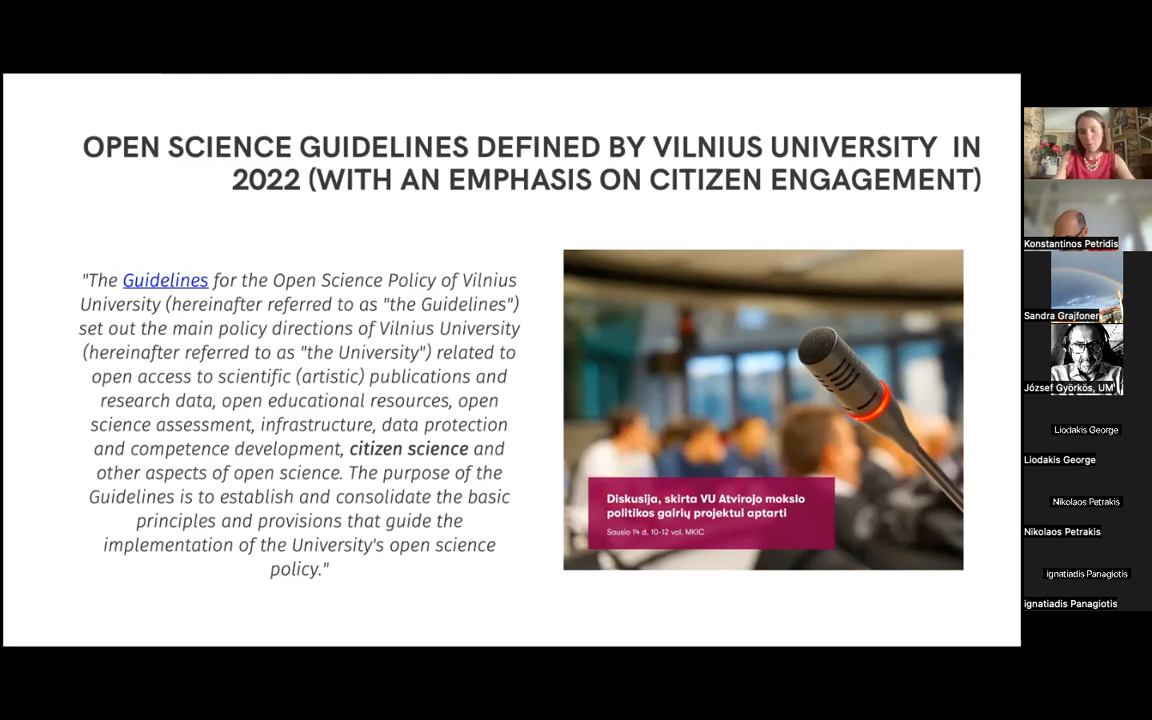 OPEN SCIENCE GUIDELINES DEFINED BY VILNIUS UNIVERSITY IN
2022 (WITH AN EMPHASIS ON CITIZEN ENGAGEMENT)
"The Guidelines for the Open Science Policy of Vilnius
University (hereinafter referred to as "the Guidelines")
set out the main policy directions of Vilnius University
(hereinafter referred to as "the University") related to
open access to scientific (artistic) publications and
research data, open educational resources, open
science assessment, infrastructure, data protection
and competence development, citizen science and
other aspects of open science. The purpose of the
Guidelines is to establish and consolidate the basic
principles and provisions that guide the
implementation of the University's open science
policy."
Diskusija, skirta VU Atvirojo mokslo
politikos gairių projektui aptarti
Sausio 14 d. 10-12 val. MKIC
Konstantinos Petridis
Sandra Grajfoner
József Györkös, UM
Liodakis George
Liodakis George
Nikolaos Petrakis
Nikolaos Petrakis
ignatiadis Panagiotis
ignatiadis Panagiotis